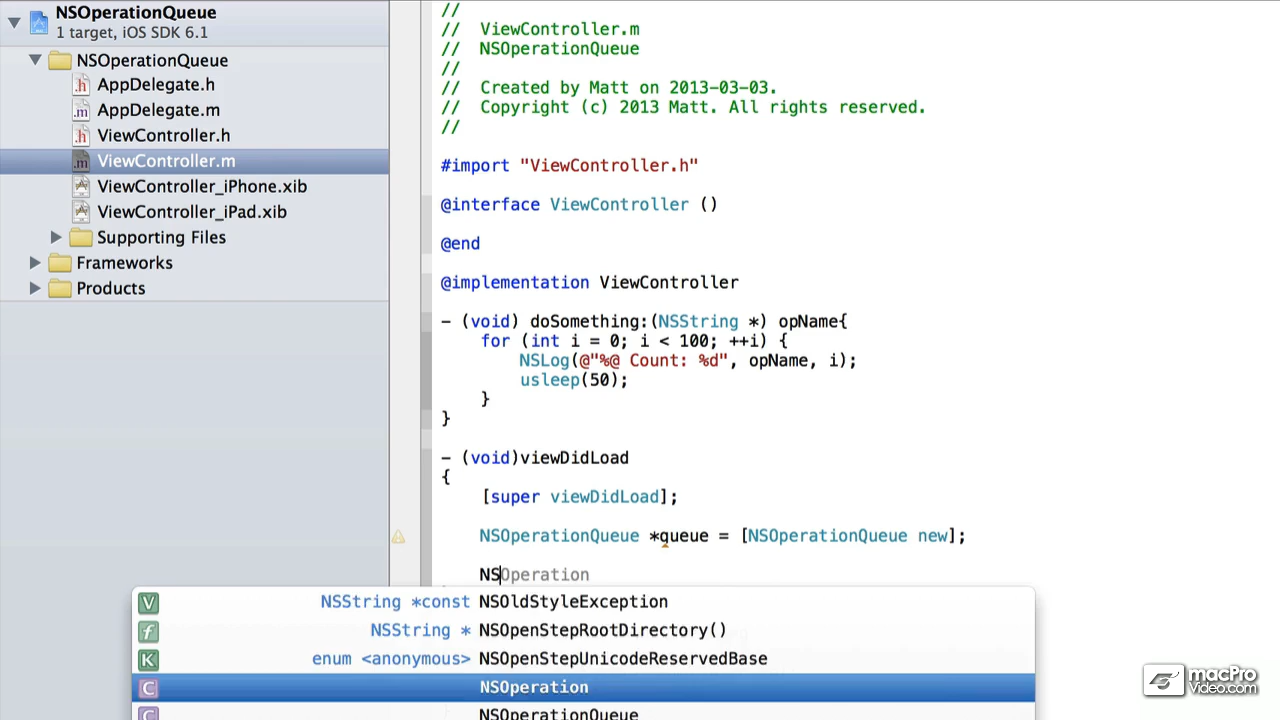 NSOperationQueue
1 target, iOS SDK 6.1
NSOperationQueue
AppDelegate.h
AppDelegate.m
ViewController.h
ViewController.m
ViewController_iPhone.xib
ViewController_iPad.xib
Supporting Files
Frameworks
Products
//
// ViewController.m
// NSOperationQueue
//
// Created by Matt on 2013-03-03.
// Copyright (c) 2013 Matt. All rights reserved.
//
#import "ViewController.h"
@interface ViewController ()
@end
@implementation ViewController
- (void) doSomething:(NSString *) opName{
for (int i = 0; i < 100; ++i) {
NSLog(@"%@ Count: %d", opName, i);
usleep(50);
}
}
- (void)viewDidLoad
{
[super viewDidLoad];
NSOperationQueue *queue = [NSOperationQueue new];
NSOperation
V NSString *const NSOldStyleException
f NSString * NSOpenStepRootDirectory()
K enum <anonymous> NSOpenStepUnicodeReservedBase
C NSOperation
C NSOperationQueue
macPro
Video.com